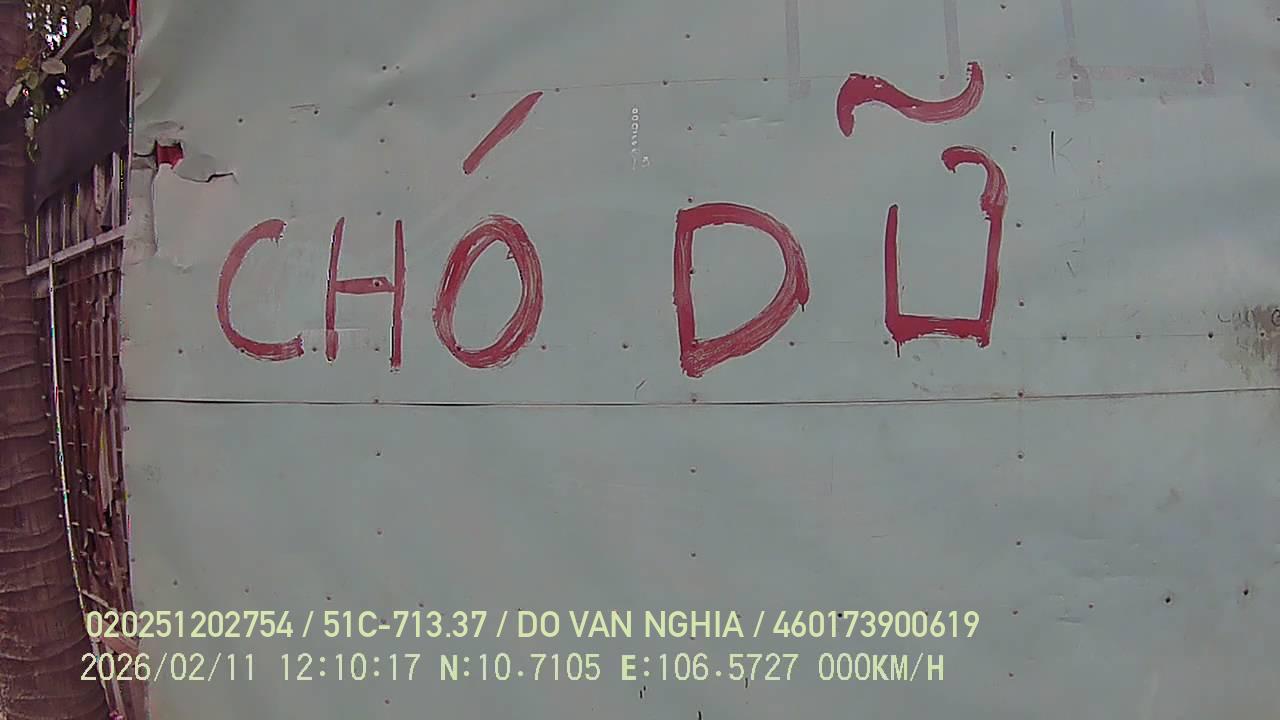 CHÓ DỮ
020251202754 / 51C-713.37 / DO VAN NGHIA / 460173900619
2026/02/11 12:10:17 N:10.7105 E:106.5727 000KM/H